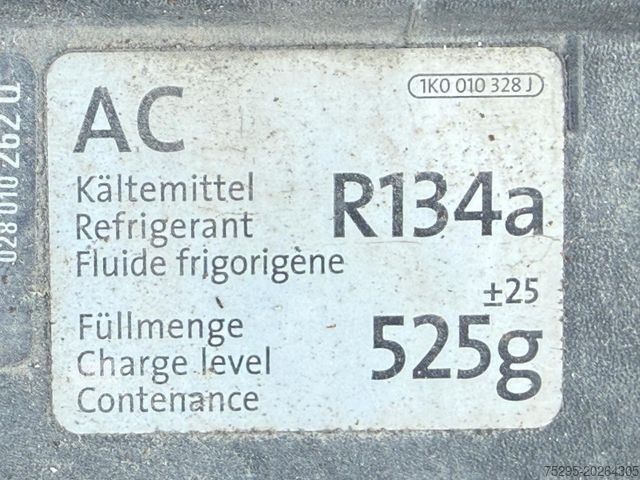 1K0 010 328 J
AC
Kältemittel
Refrigerant
Fluide frigorigène
R134a
±25
Füllmenge
Charge level
Contenance
525g
028 010 262 Q
75295-20264305